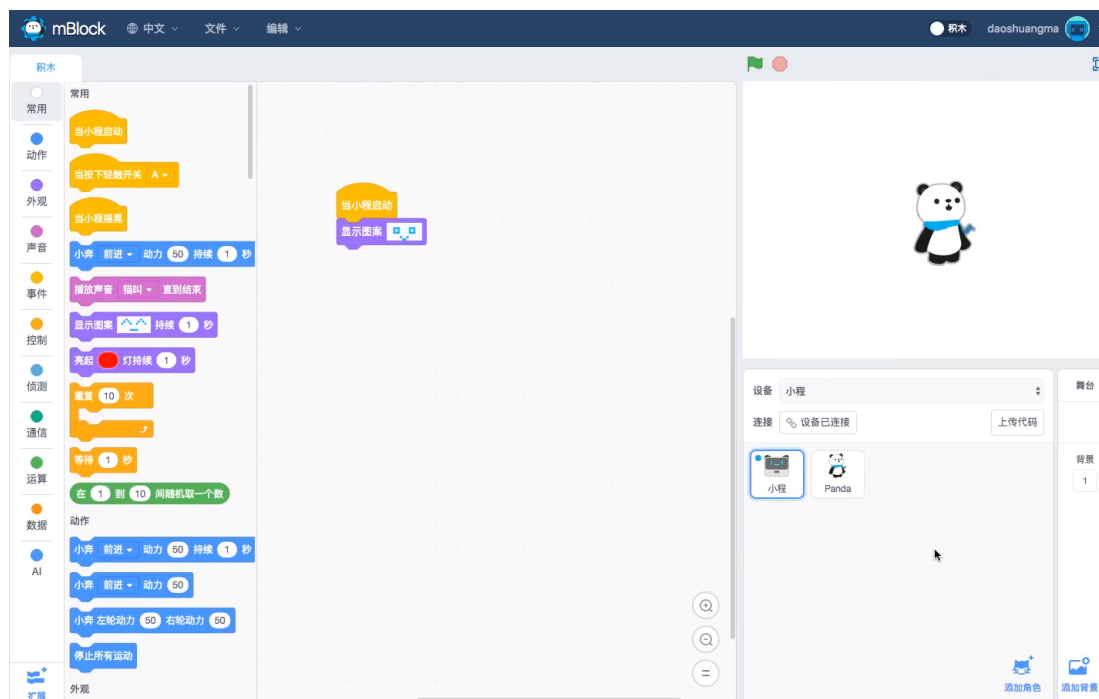 mBlock 中文 文件 编辑 积木 daoshuangma
积木
常用
动作
外观
声音
事件
控制
侦测
通信
运算
数据
AI
扩展
常用
当小程启动
当按下轻触开关 A
当小程摇晃
小奔 前进 动力 50 持续 1 秒
播放声音 猫叫 直到结束
显示图案 持续 1 秒
亮起 灯持续 1 秒
重复 10 次
等待 1 秒
在 1 到 10 间随机取一个数
动作
小奔 前进 动力 50 持续 1 秒
小奔 前进 动力 50
小奔 左轮动力 50 右轮动力 50
停止所有运动
外观
当小程启动
显示图案
设备 小程
连接 设备已连接 上传代码
小程 Panda
添加角色
舞台
背景
1
添加背景